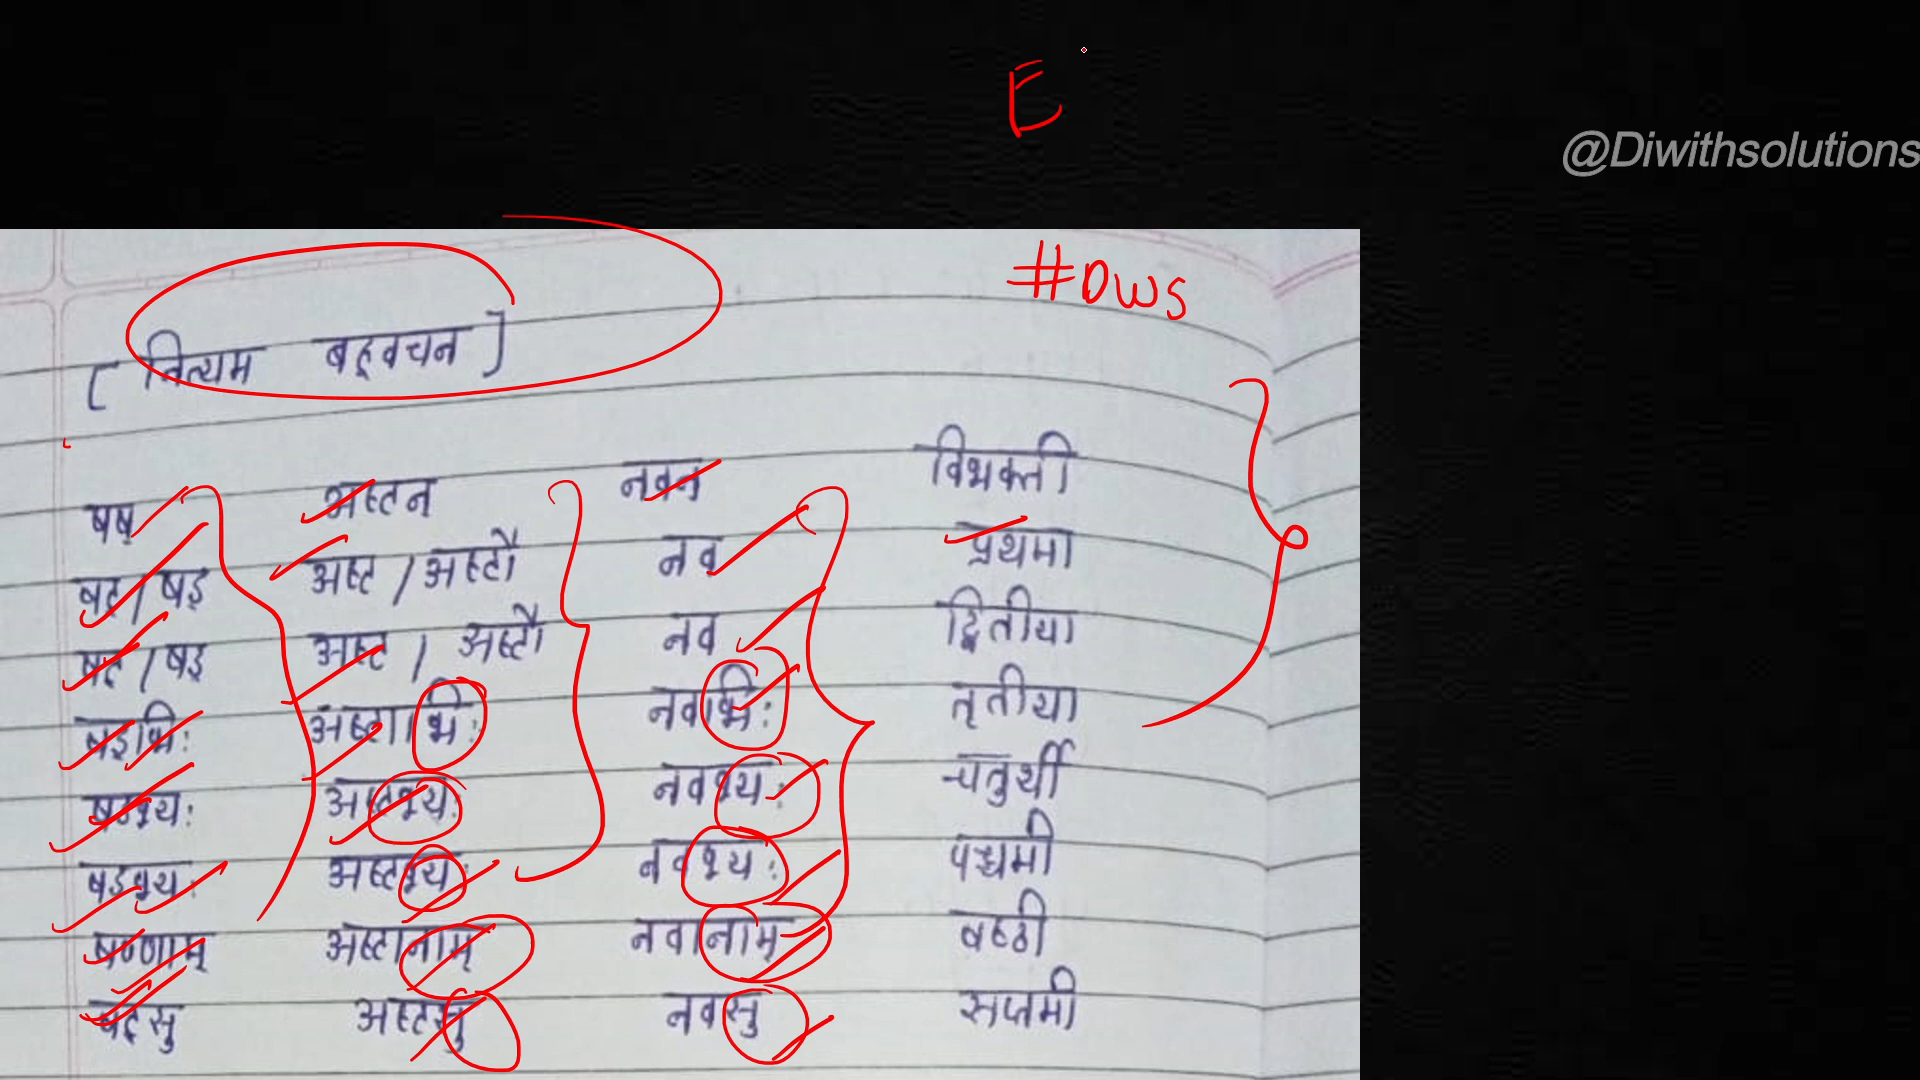 E
@Diwithsolutions
#DWS
[ नित्यम बहूवचन ]
षष् अष्टन नवन् विभक्ती
षट् / षड् अष्ट / अष्टौ नव प्रथमा
षट् / षड् अष्ट / अष्टौ नव द्वितीया
षड्भिः अष्टाभिः नवभिः तृतीया
षड्भ्यः अष्टभ्यः नवभ्यः चतुर्थी
षड्भ्यः अष्टभ्यः नवभ्यः पञ्चमी
षण्णाम् अष्टानाम् नवानाम् षष्ठी
षट्सु अष्टसु नवसु सप्तमी